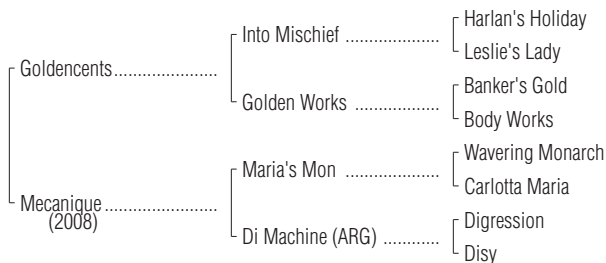 Harlan's Holiday
Into Mischief ....................
Leslie's Lady
Goldencents......................
Banker's Gold
Golden Works ..................
Body Works
Wavering Monarch
Maria's Mon ....................
Carlotta Maria
Mecanique........................
(2008)
Digression
Di Machine (ARG) ............
Disy